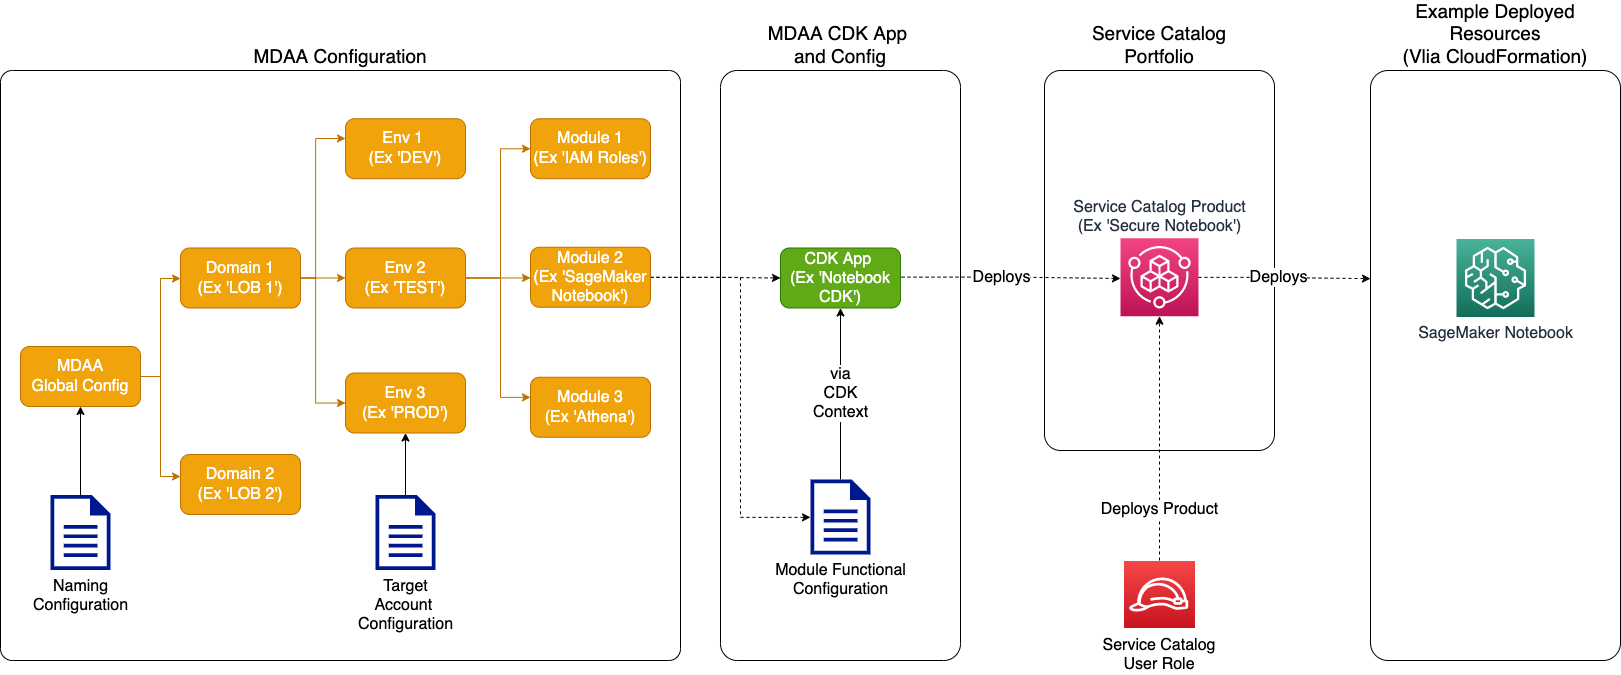 MDAA Configuration
MDAA CDK App
and Config
Service Catalog
Portfolio
Example Deployed
Resources
(Vlia CloudFormation)
MDAA
Global Config
Naming
Configuration
Domain 1
(Ex 'LOB 1')
Domain 2
(Ex 'LOB 2')
Env 1
(Ex 'DEV')
Env 2
(Ex 'TEST')
Env 3
(Ex 'PROD')
Target
Account
Configuration
Module 1
(Ex 'IAM Roles')
Module 2
(Ex 'SageMaker
Notebook')
Module 3
(Ex 'Athena')
CDK App
(Ex 'Notebook
CDK')
via
CDK
Context
Module Functional
Configuration
Deploys
Service Catalog Product
(Ex 'Secure Notebook')
Deploys
Deploys Product
Service Catalog
User Role
SageMaker Notebook